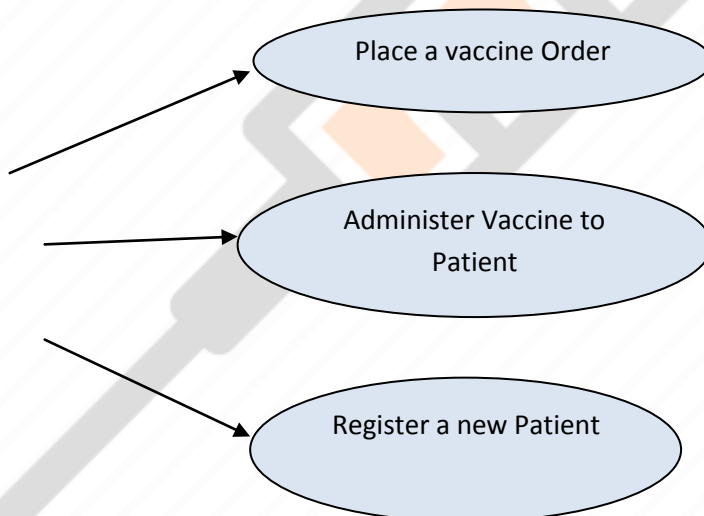 Place a vaccine Order
Administer Vaccine to
Patient
Register a new Patient